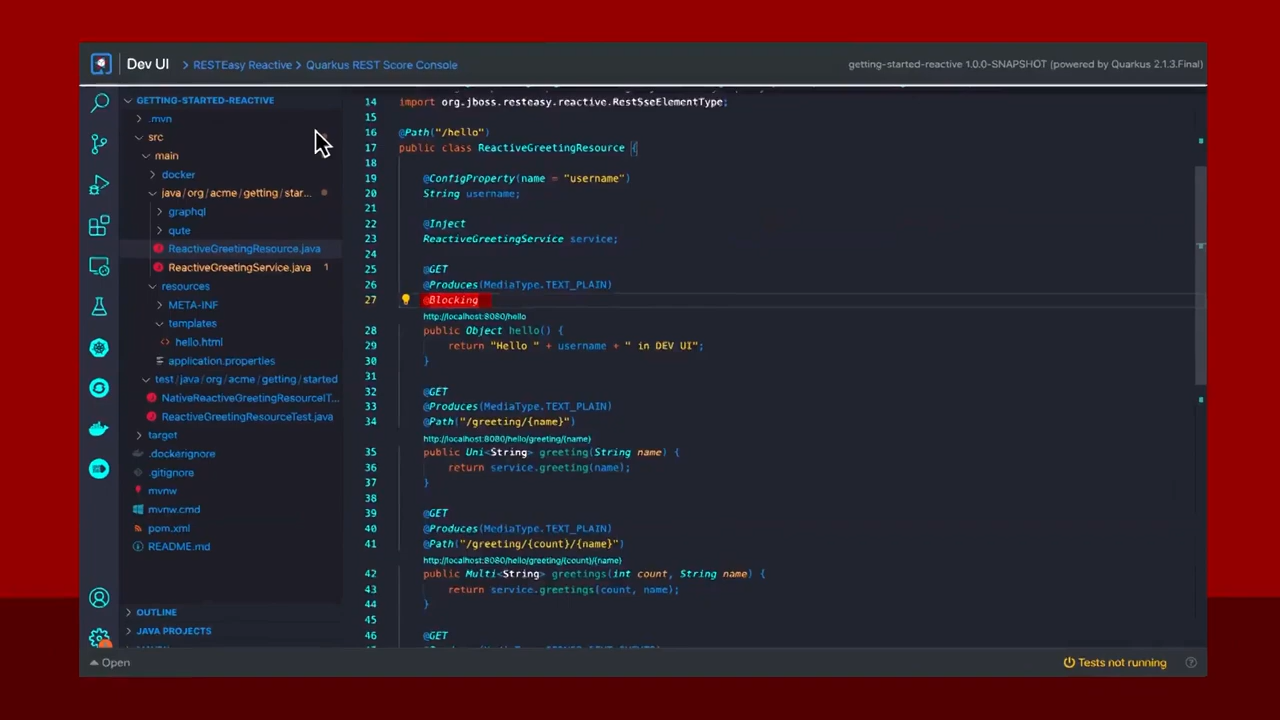 Dev UI > RESTEasy Reactive > Quarkus REST Score Console
getting-started-reactive 1.0.0-SNAPSHOT (powered by Quarkus 2.1.3.Final)
GETTING-STARTED-REACTIVE
.mvn
src
main
docker
java/org/acme/getting/star...
graphql
qute
ReactiveGreetingResource.java
ReactiveGreetingService.java 1
resources
META-INF
templates
<> hello.html
application.properties
test/java/org/acme/getting/started
NativeReactiveGreetingResourceIT...
ReactiveGreetingResourceTest.java
target
.dockerignore
.gitignore
mvnw
mvnw.cmd
pom.xml
README.md
OUTLINE
JAVA PROJECTS
14 import org.jboss.resteasy.reactive.RestSseElementType;
15
16 @Path("/hello")
17 public class ReactiveGreetingResource {
18
19 @ConfigProperty(name = "username")
20 String username;
21
22 @Inject
23 ReactiveGreetingService service;
24
25 @GET
26 @Produces(MediaType.TEXT_PLAIN)
27 @Blocking
http://localhost:8080/hello
28 public Object hello() {
29 return "Hello " + username + " in DEV UI";
30 }
31
32 @GET
33 @Produces(MediaType.TEXT_PLAIN)
34 @Path("/greeting/{name}")
http://localhost:8080/hello/greeting/{name}
35 public Uni<String> greeting(String name) {
36 return service.greeting(name);
37 }
38
39 @GET
40 @Produces(MediaType.TEXT_PLAIN)
41 @Path("/greeting/{count}/{name}")
http://localhost:8080/hello/greeting/{count}/{name}
42 public Multi<String> greetings(int count, String name) {
43 return service.greetings(count, name);
44 }
45
46 @GET
Open
Tests not running